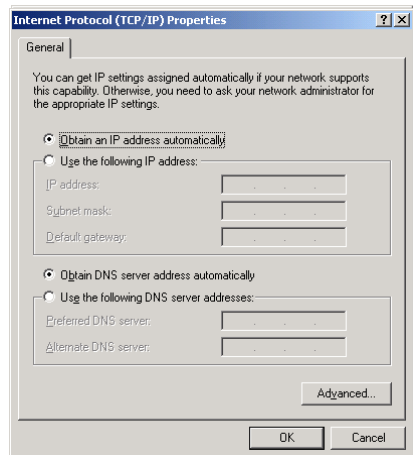 Internet Protocol (TCP/IP) Properties
General
You can get IP settings assigned automatically if your network supports
this capability. Otherwise, you need to ask your network administrator for
the appropriate IP settings.
Obtain an IP address automatically
Use the following IP address:
IP address:
Subnet mask:
Default gateway:
Obtain DNS server address automatically
Use the following DNS server addresses:
Preferred DNS server:
Alternate DNS server:
Advanced...
OK Cancel